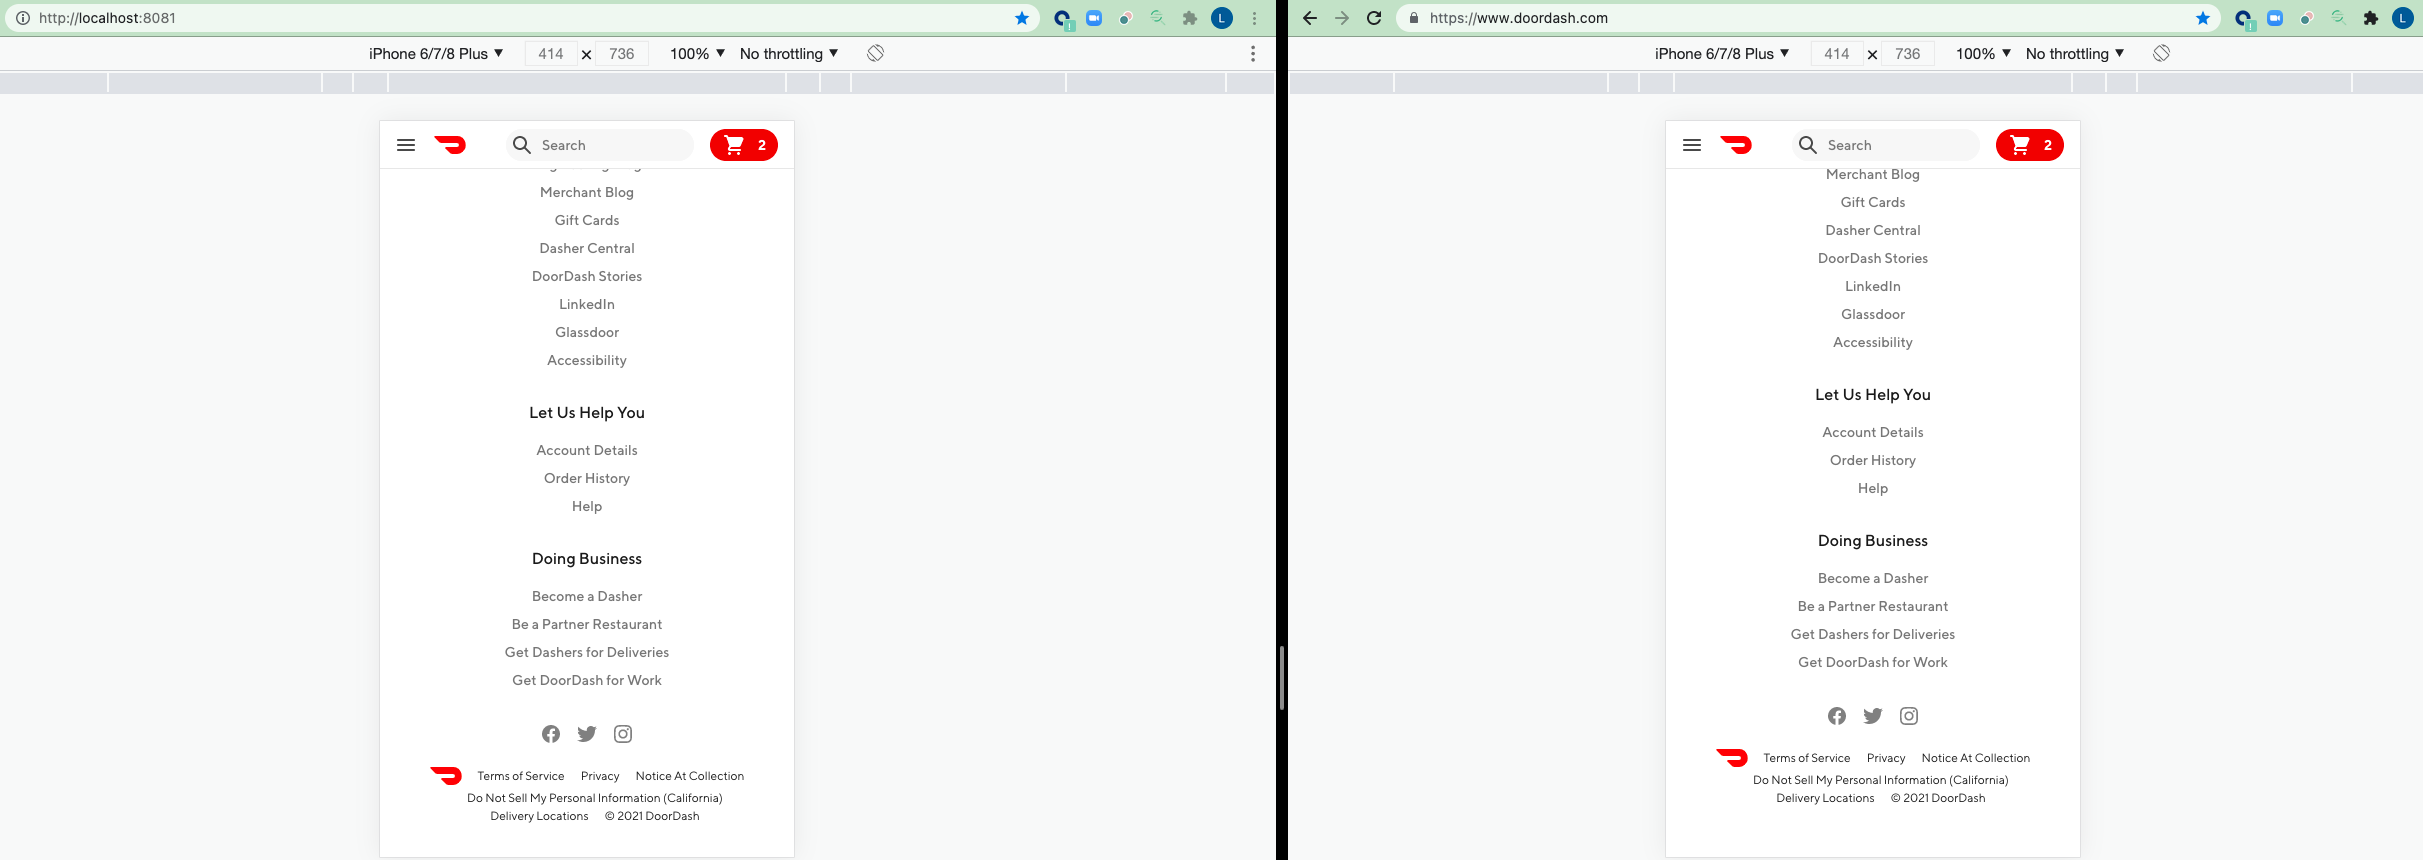 http://localhost:8081
L
iPhone 6/7/8 Plus
414
736
100%
No throttling
Search
2
Merchant Blog
Gift Cards
Dasher Central
DoorDash Stories
LinkedIn
Glassdoor
Accessibility
Let Us Help You
Account Details
Order History
Help
Doing Business
Become a Dasher
Be a Partner Restaurant
Get Dashers for Deliveries
Get DoorDash for Work
Terms of Service Privacy Notice At Collection
Do Not Sell My Personal Information (California)
Delivery Locations © 2021 DoorDash
https://www.doordash.com
L
iPhone 6/7/8 Plus
414
736
100%
No throttling
Search
2
Merchant Blog
Gift Cards
Dasher Central
DoorDash Stories
LinkedIn
Glassdoor
Accessibility
Let Us Help You
Account Details
Order History
Help
Doing Business
Become a Dasher
Be a Partner Restaurant
Get Dashers for Deliveries
Get DoorDash for Work
Terms of Service Privacy Notice At Collection
Do Not Sell My Personal Information (California)
Delivery Locations © 2021 DoorDash